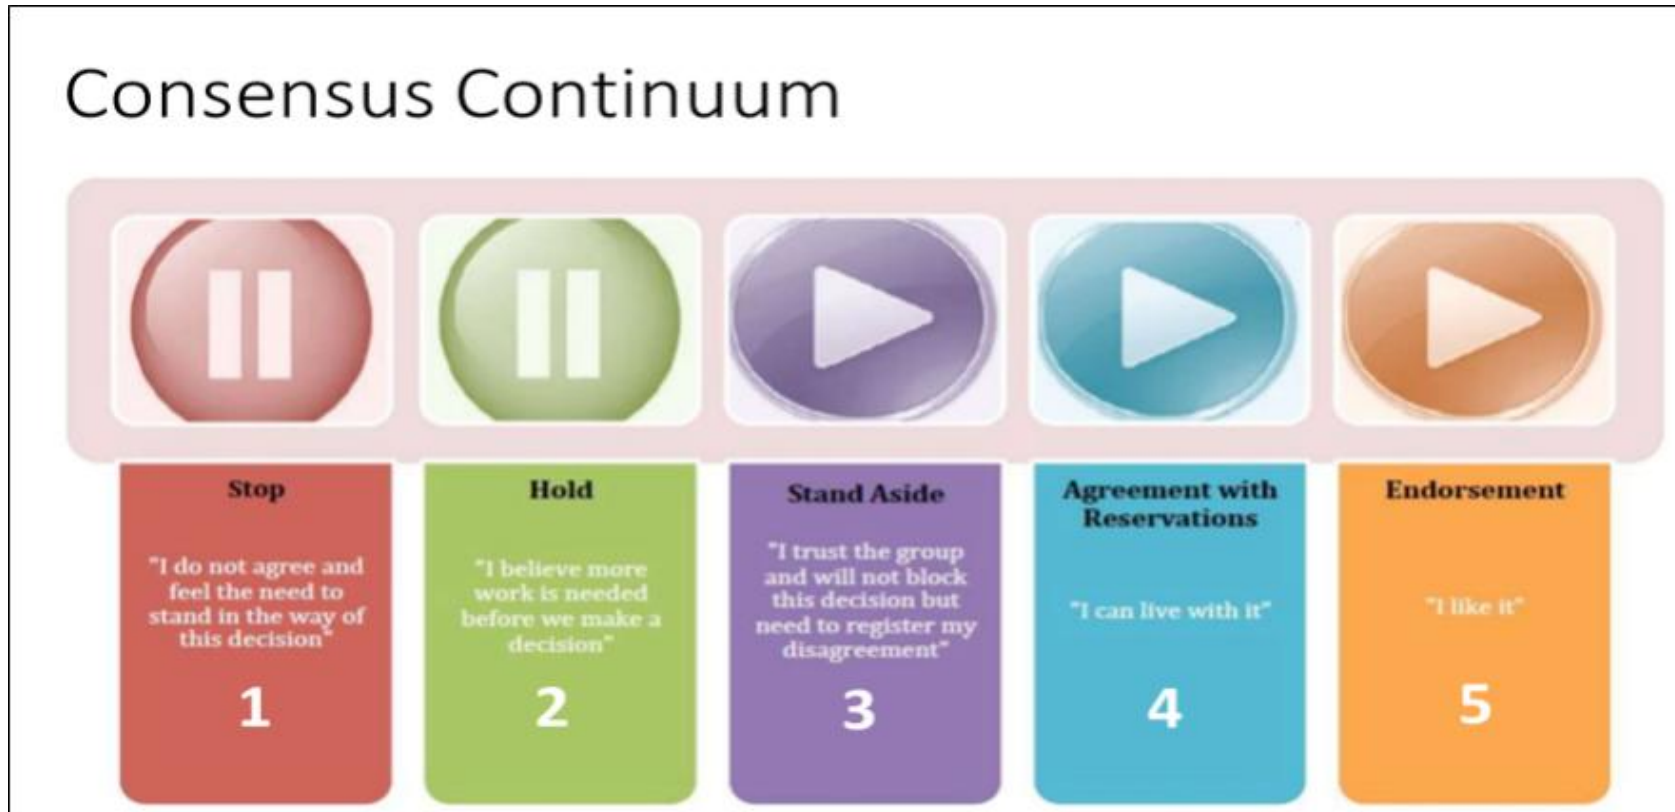 Consensus Continuum
Stop
"I do not agree and
feel the need to
stand in the way of
this decision"
1
Hold
"I believe more
work is needed
before we make a
decision"
2
Stand Aside
"I trust the group
and will not block
this decision but
need to register my
disagreement"
3
Agreement with
Reservations
"I can live with it"
4
Endorsement
"I like it"
5